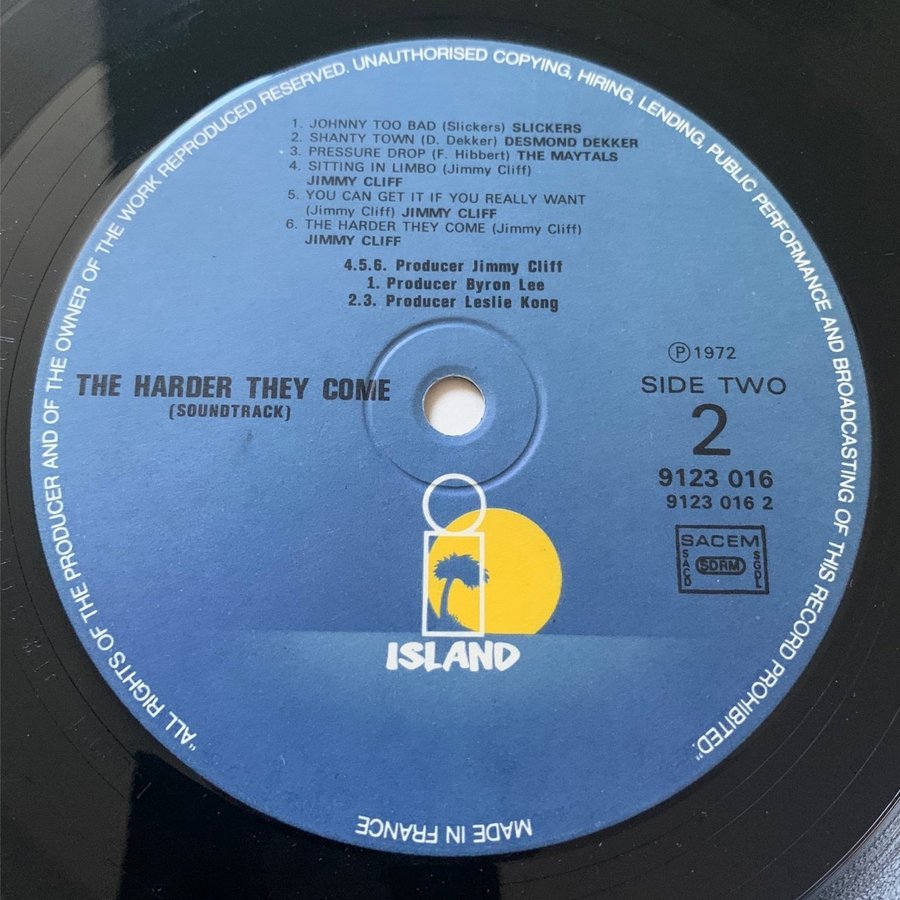 "ALL RIGHTS OF THE PRODUCER AND OF THE OWNER OF THE WORK REPRODUCED RESERVED. UNAUTHORISED COPYING, HIRING, LENDING, PUBLIC PERFORMANCE AND BROADCASTING OF THIS RECORD PROHIBITED."
1. JOHNNY TOO BAD (Slickers) SLICKERS
2. SHANTY TOWN (D. Dekker) DESMOND DEKKER
3. PRESSURE DROP (F. Hibbert) THE MAYTALS
4. SITTING IN LIMBO (Jimmy Cliff)
JIMMY CLIFF
5. YOU CAN GET IT IF YOU REALLY WANT
(Jimmy Cliff) JIMMY CLIFF
6. THE HARDER THEY COME (Jimmy Cliff)
JIMMY CLIFF
4.5.6. Producer Jimmy Cliff
1. Producer Byron Lee
2.3. Producer Leslie Kong
THE HARDER THEY COME
(SOUNDTRACK)
Ⓟ 1972
SIDE TWO
2
9123 016
9123 016 2
SACEM
SACD
SDRM
SGDL
ISLAND
MADE IN FRANCE